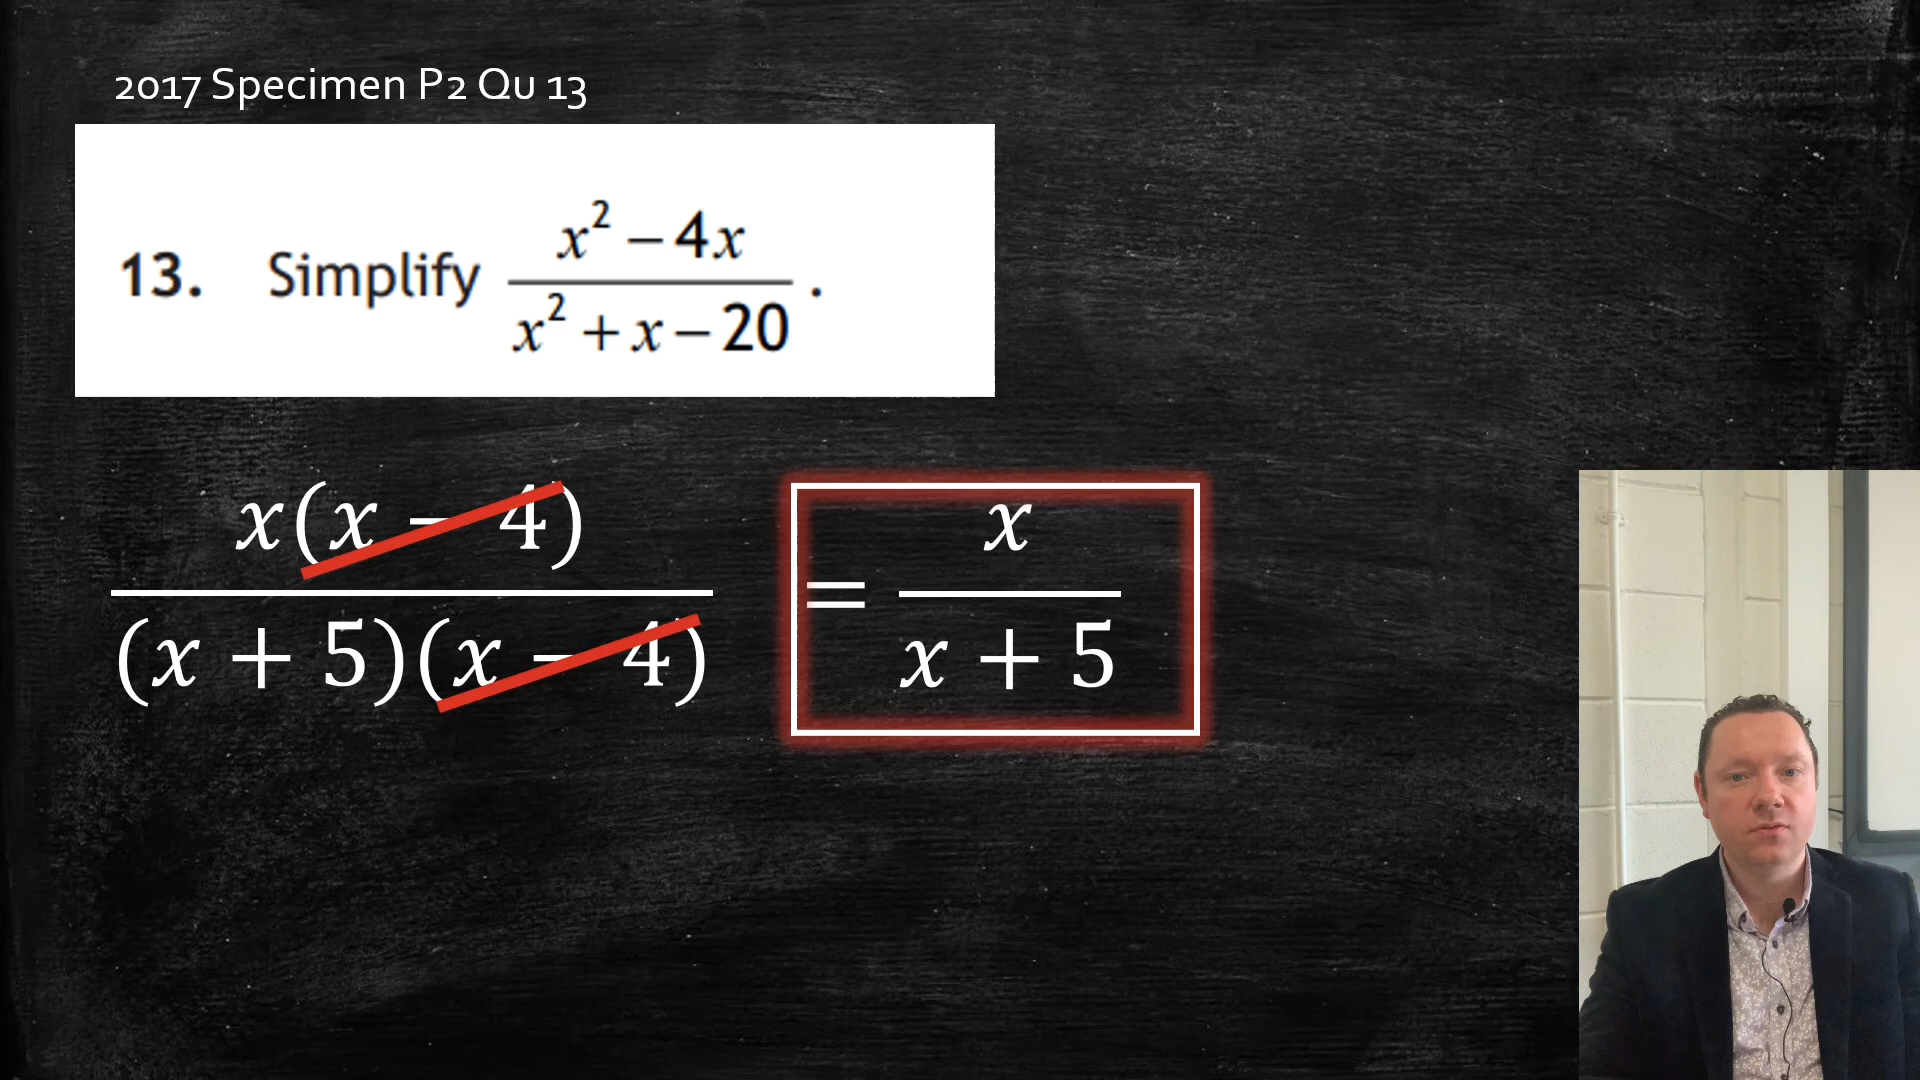 2017 Specimen P2 Qu 13
13. Simplify x² – 4x / x² + x – 20 .
x(x − 4) / (x + 5)(x − 4) = x / x + 5